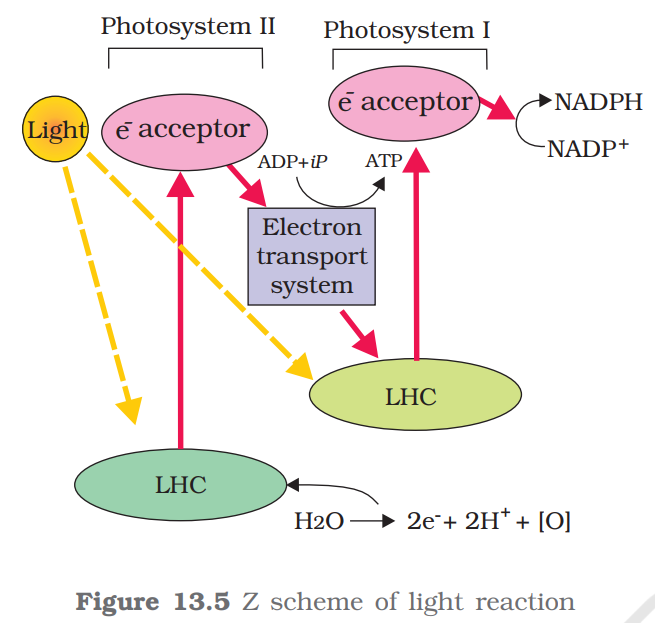 Photosystem II
Photosystem I
Light
ē acceptor
ē acceptor
NADPH
NADP⁺
ADP+iP
ATP
Electron
transport
system
LHC
LHC
H2O → 2e⁻+ 2H⁺ + [O]
Figure 13.5 Z scheme of light reaction